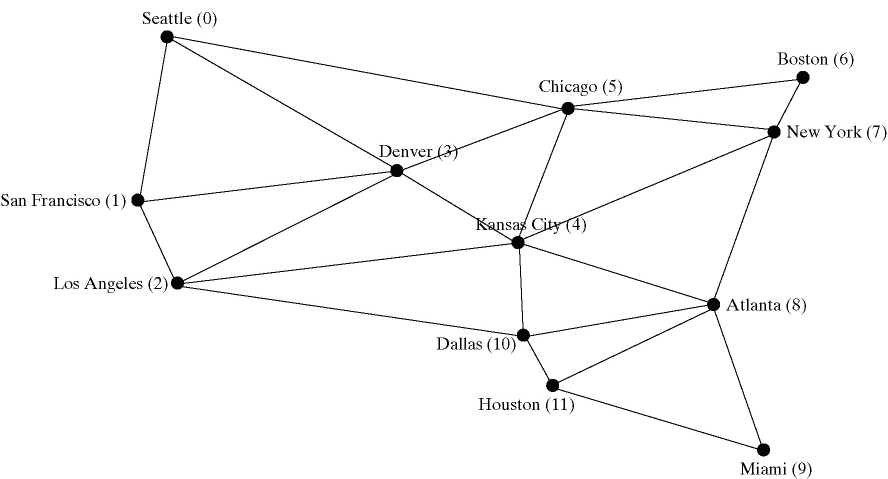 Seattle (0)
Boston (6)
Chicago (5)
New York (7)
Denver (3)
San Francisco (1)
Kansas City (4)
Los Angeles (2)
Atlanta (8)
Dallas (10)
Houston (11)
Miami (9)